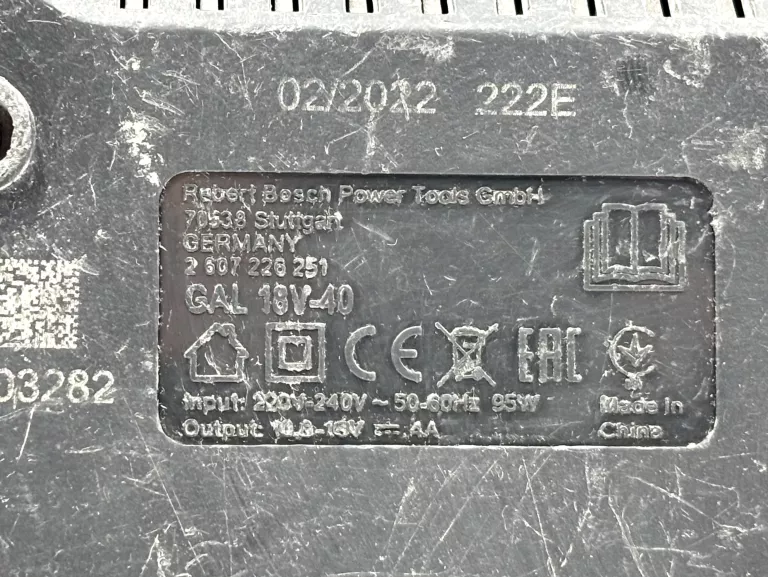 02/2022 222E
Robert Bosch Power Tools GmbH
70538 Stuttgart
GERMANY
2 607 228 251
GAL 18V-40
CE EAC
03282
Input: 220V-240V ~ 50-60Hz 95W
Output: 10,8-18V ⎓ 4A
Made in
China